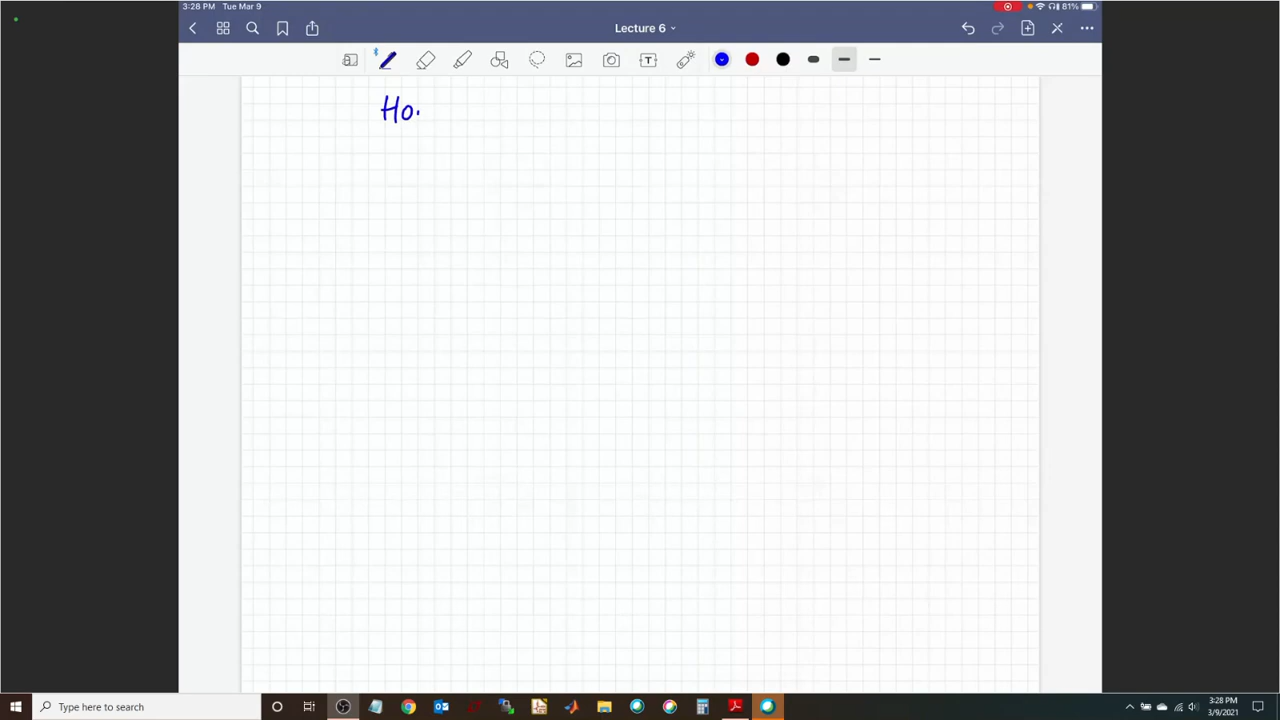 3:28 PM Tue Mar 9
81%
Lecture 6
T
Ho.
Type here to search
3:28 PM
3/9/2021